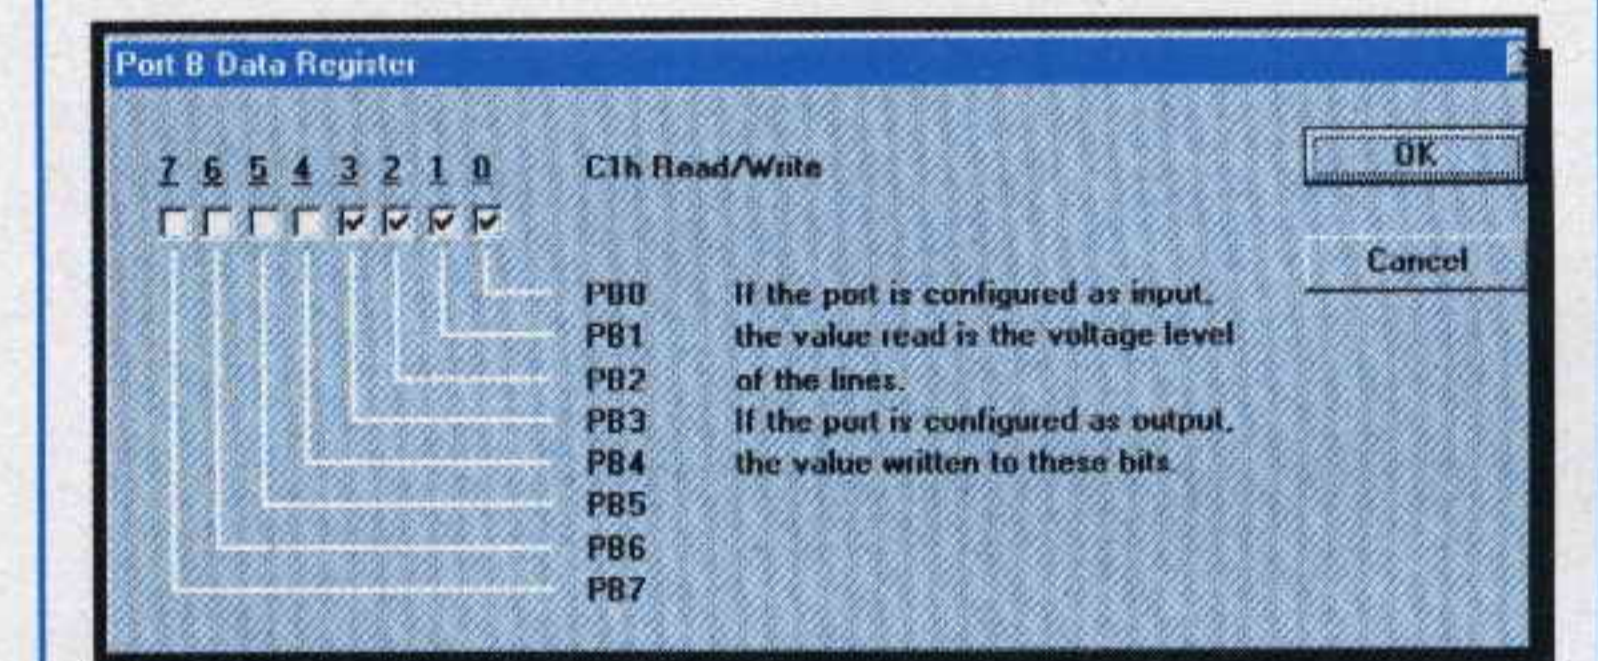 Port B Data Register
7 6 5 4 3 2 1 0 C1h Read/Write
OK
Cancel
PB0 If the port is configured as input,
PB1 the value read is the voltage level
PB2 of the lines.
PB3 If the port is configured as output,
PB4 the value written to these bits
PB5
PB6
PB7